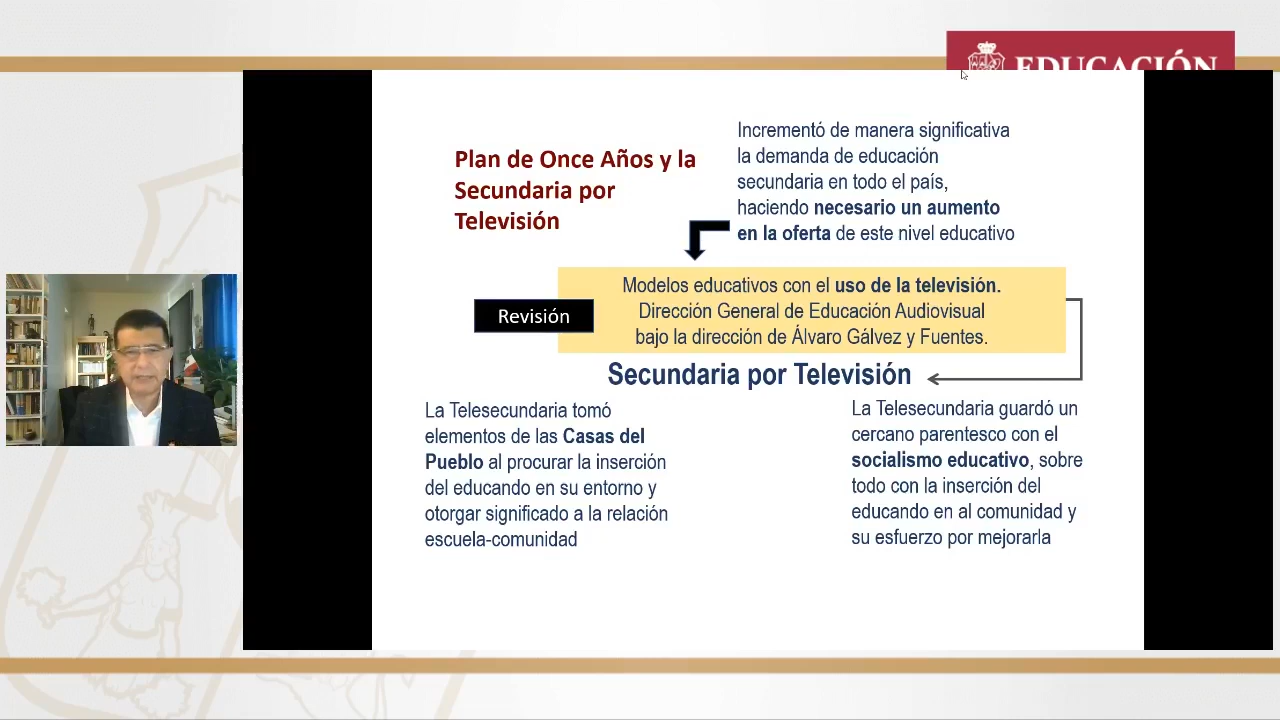 EDUCACIÓN
Plan de Once Años y la
Secundaria por
Televisión
Incrementó de manera significativa
la demanda de educación
secundaria en todo el país,
haciendo necesario un aumento
en la oferta de este nivel educativo
Modelos educativos con el uso de la televisión.
Dirección General de Educación Audiovisual
bajo la dirección de Álvaro Gálvez y Fuentes.
Revisión
Secundaria por Televisión
La Telesecundaria tomó
elementos de las Casas del
Pueblo al procurar la inserción
del educando en su entorno y
otorgar significado a la relación
escuela-comunidad
La Telesecundaria guardó un
cercano parentesco con el
socialismo educativo, sobre
todo con la inserción del
educando en al comunidad y
su esfuerzo por mejorarla